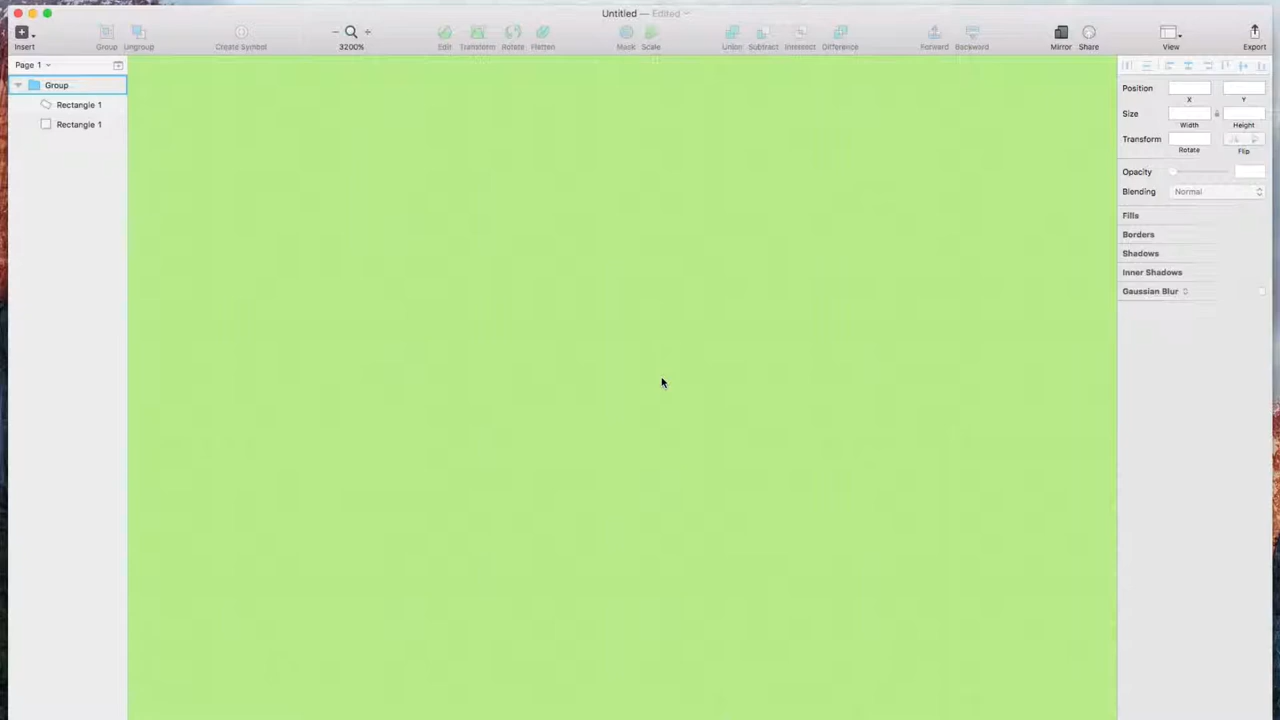 Untitled — Edited
Insert
Group
Ungroup
Create Symbol
3200%
Edit
Transform
Rotate
Flatten
Mask
Scale
Union
Subtract
Intersect
Difference
Forward
Backward
Mirror
Share
View
Export
Page 1
Group
Rectangle 1
Rectangle 1
Position
X
Y
Size
Width
Height
Transform
Rotate
Flip
Opacity
Blending
Normal
Fills
Borders
Shadows
Inner Shadows
Gaussian Blur